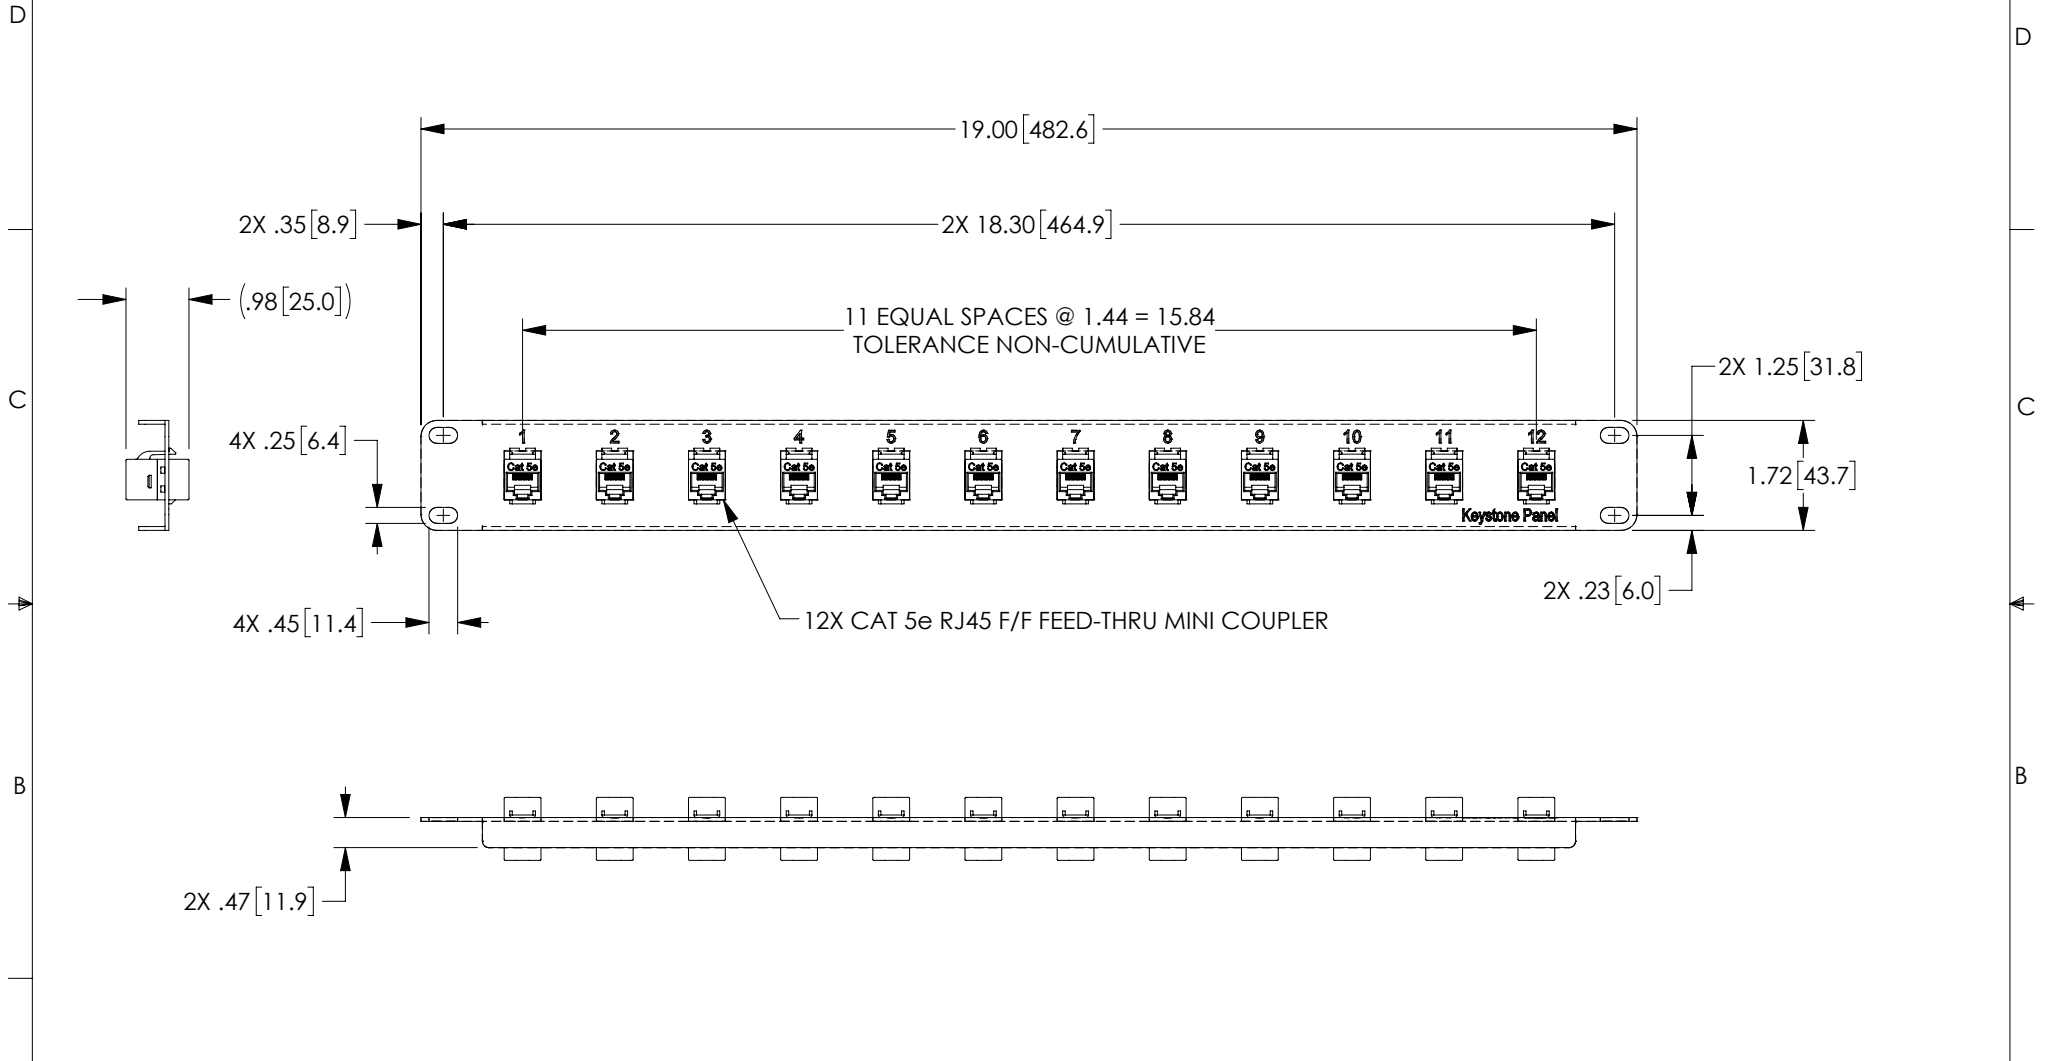 D
D
19.00[482.6]
2X .35[8.9]
2X 18.30[464.9]
(.98[25.0])
11 EQUAL SPACES @ 1.44 = 15.84
TOLERANCE NON-CUMULATIVE
2X 1.25[31.8]
C
C
4X .25[6.4]
1 2 3 4 5 6 7 8 9 10 11 12
Cat 5e Cat 5e Cat 5e Cat 5e Cat 5e Cat 5e Cat 5e Cat 5e Cat 5e Cat 5e Cat 5e Cat 5e
1.72[43.7]
Keystone Panel
2X .23[6.0]
4X .45[11.4]
12X CAT 5e RJ45 F/F FEED-THRU MINI COUPLER
B
B
2X .47[11.9]